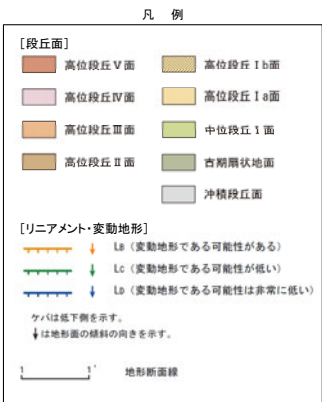 凡 例
[段丘面]
高位段丘Ⅴ面
高位段丘Ⅳ面
高位段丘Ⅲ面
高位段丘Ⅱ面
高位段丘Ⅰb面
高位段丘Ⅰa面
中位段丘1面
古期扇状地面
沖積段丘面
[リニアメント・変動地形]
LB (変動地形である可能性がある)
LC (変動地形である可能性が低い)
LD (変動地形である可能性は非常に低い)
ケバは低下側を示す。
↓は地形面の傾斜の向きを示す。
1 1' 地形断面線